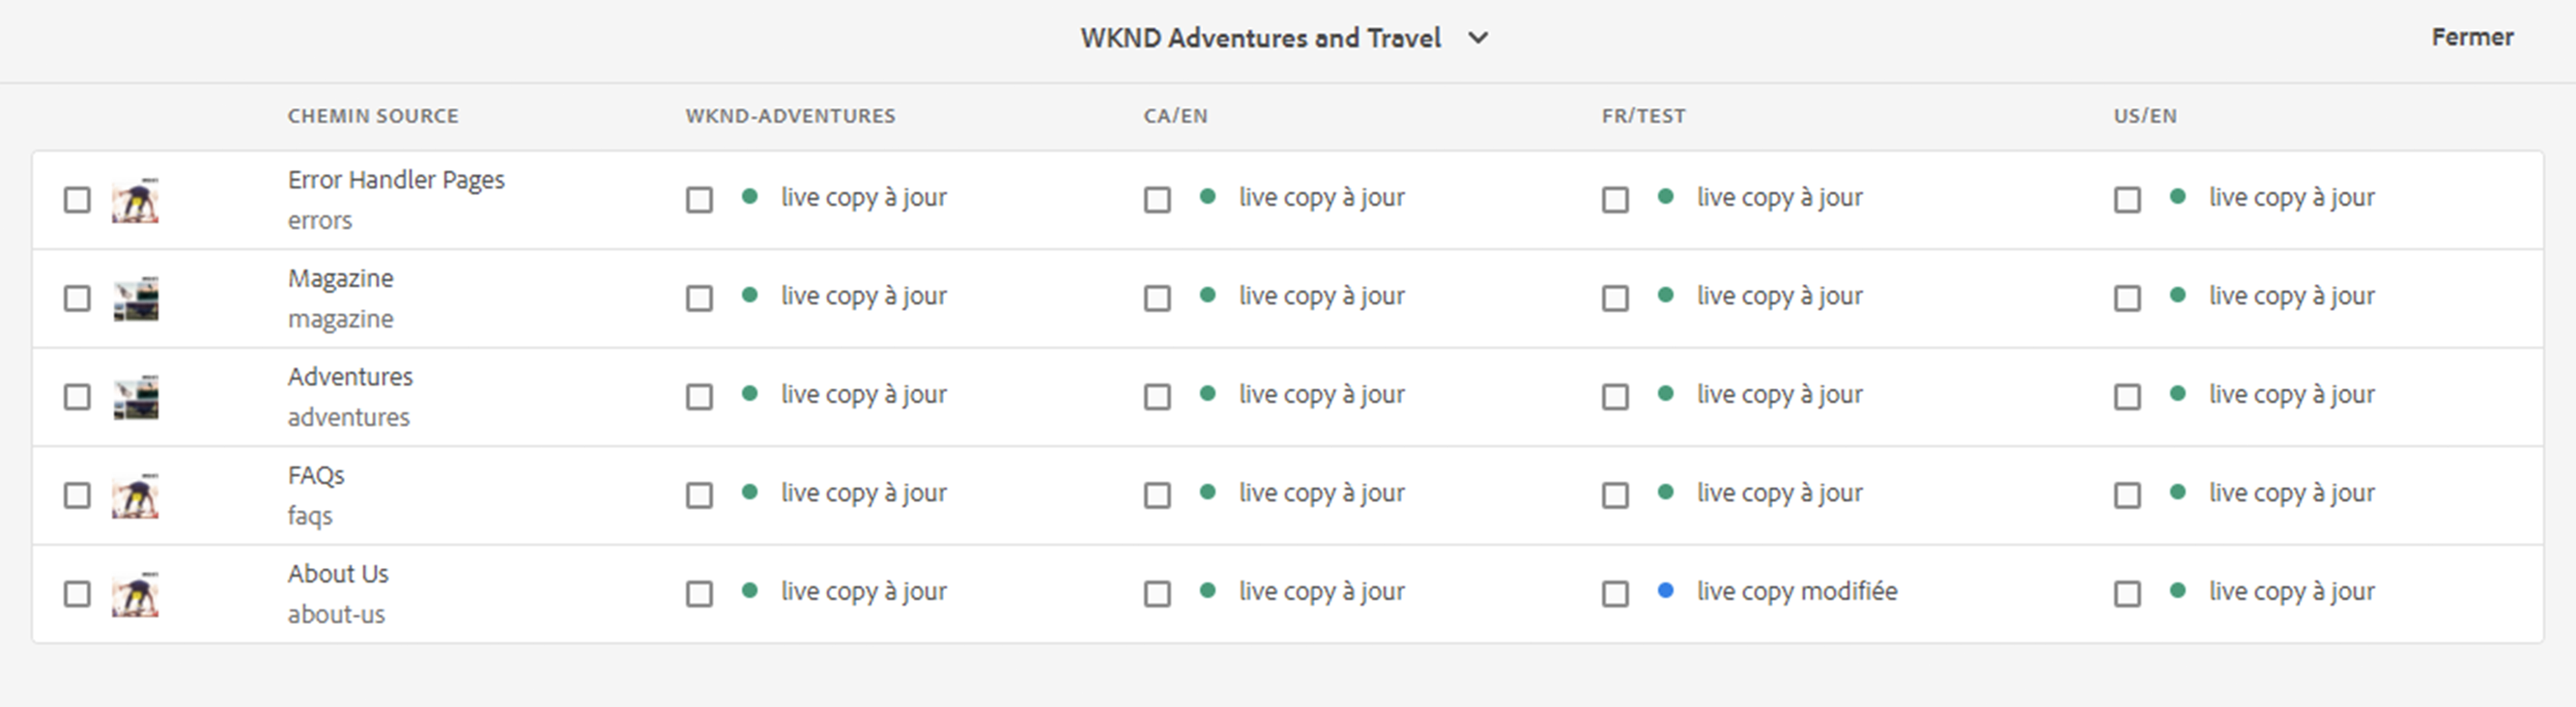 WKND Adventures and Travel
Fermer
CHEMIN SOURCE WKND-ADVENTURES CA/EN FR/TEST US/EN
Error Handler Pages
errors
live copy à jour live copy à jour live copy à jour live copy à jour
Magazine
magazine
live copy à jour live copy à jour live copy à jour live copy à jour
Adventures
adventures
live copy à jour live copy à jour live copy à jour live copy à jour
FAQs
faqs
live copy à jour live copy à jour live copy à jour live copy à jour
About Us
about-us
live copy à jour live copy à jour live copy modifiée live copy à jour